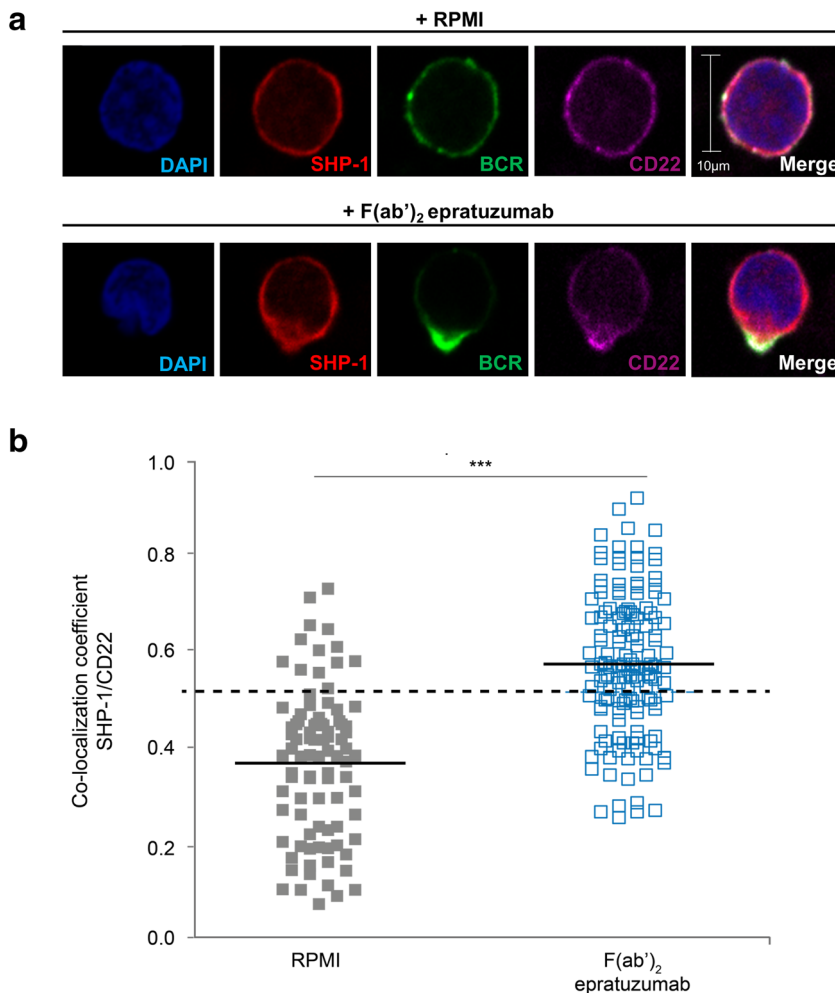 a
+ RPMI
DAPI
SHP-1
BCR
CD22
10μm
Merge
+ F(ab')₂ epratuzumab
DAPI
SHP-1
BCR
CD22
Merge
b
***
1.0
0.8
0.6
0.4
0.2
0.0
Co-localization coefficient
SHP-1/CD22
RPMI
F(ab')₂
epratuzumab